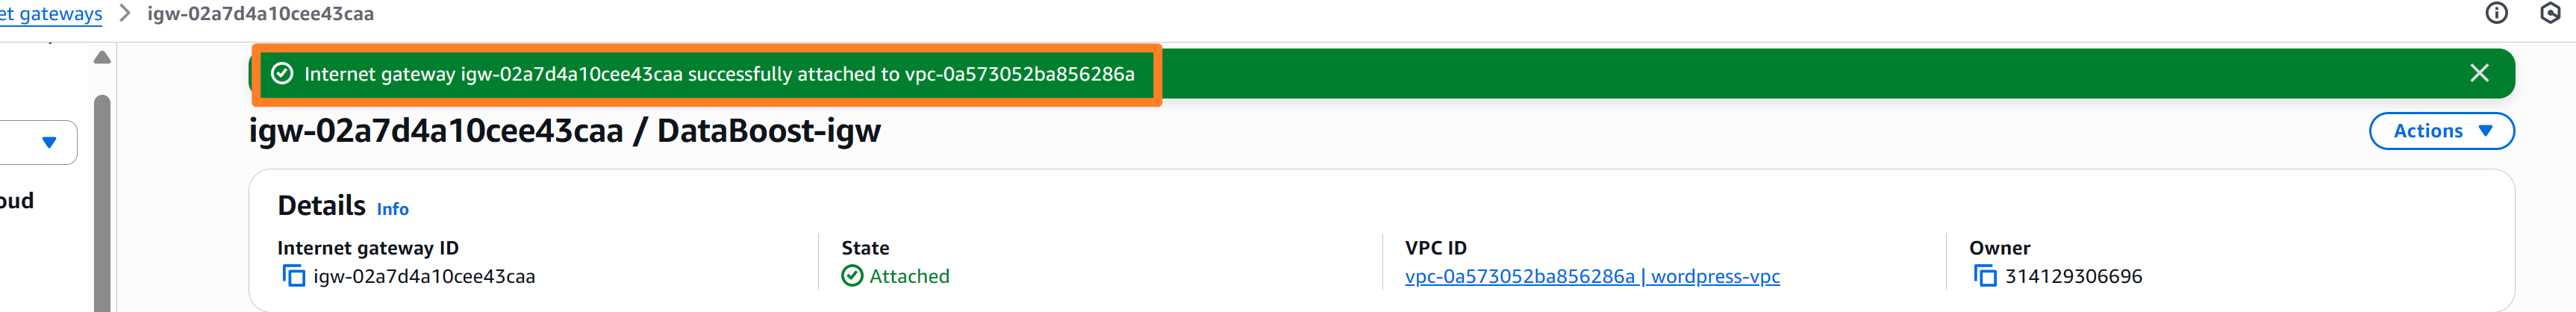 et gateways > igw-02a7d4a10cee43caa
Internet gateway igw-02a7d4a10cee43caa successfully attached to vpc-0a573052ba856286a
igw-02a7d4a10cee43caa / DataBoost-igw
Actions
oud
Details Info
Internet gateway ID
igw-02a7d4a10cee43caa
State
Attached
VPC ID
vpc-0a573052ba856286a | wordpress-vpc
Owner
314129306696